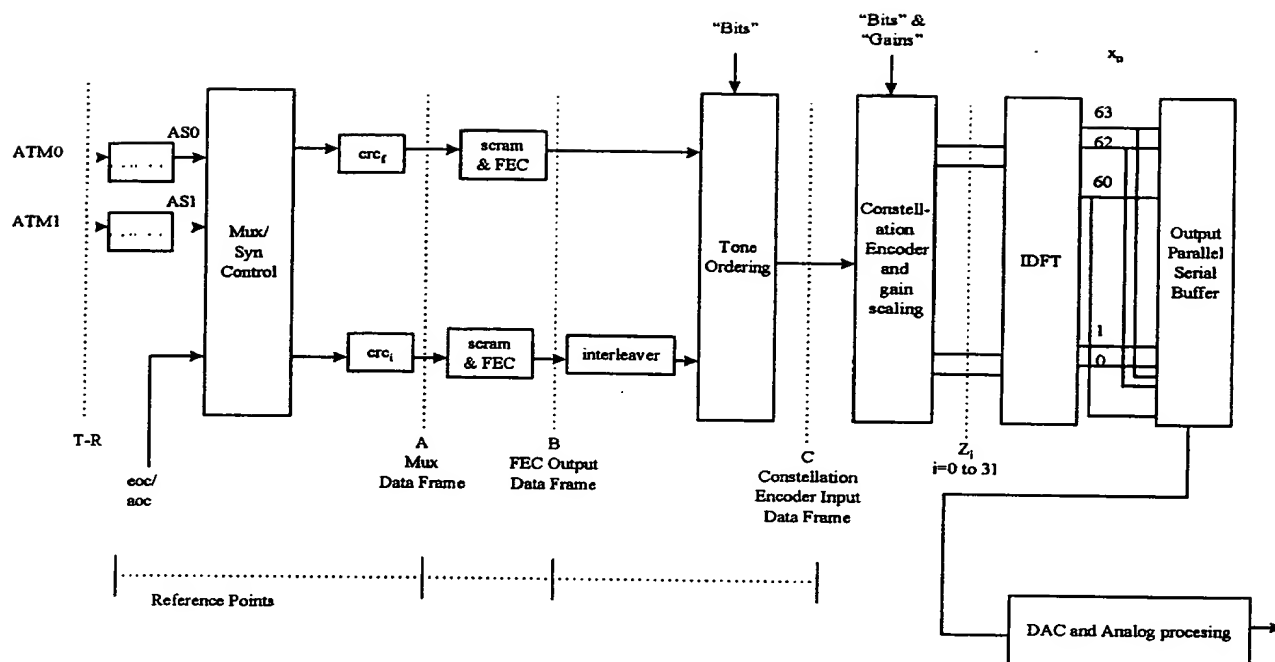 "Bits"
"Bits" &
"Gains"
x_n
ATM0
AS0
ATM1
AS1
Mux/
Syn
Control
crc_f
scram
& FEC
crc_i
scram
& FEC
interleaver
Tone
Ordering
Constell-
ation
Encoder
and
gain
scaling
IDFT
63
62
60
1
0
Output
Parallel
Serial
Buffer
T-R
eoc/
aoc
A
Mux
Data Frame
B
FEC Output
Data Frame
C
Constellation
Encoder Input
Data Frame
Z_i
i=0 to 31
Reference Points
DAC and Analog procesing